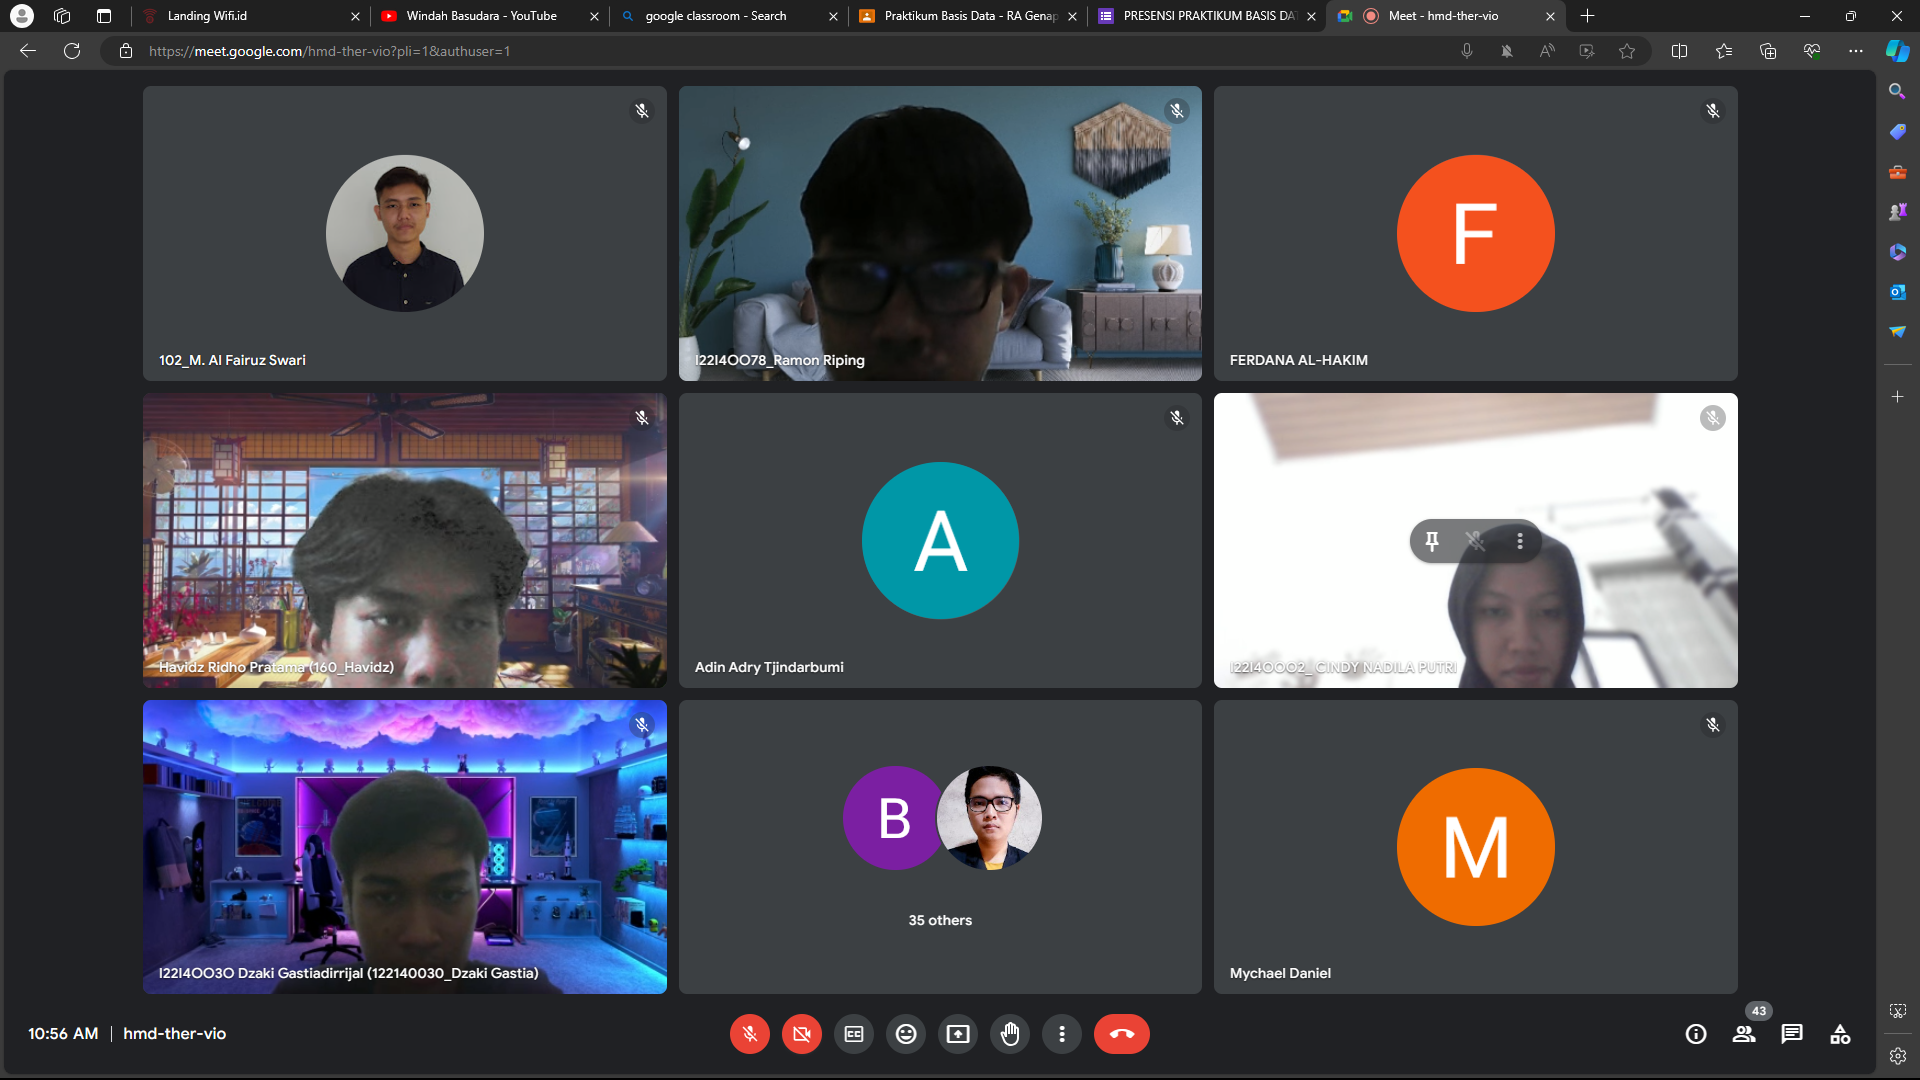 Landing Wifi.id
Windah Basudara - YouTube
google classroom - Search
Praktikum Basis Data - RA Genap
PRESENSI PRAKTIKUM BASIS DA
Meet - hmd-ther-vio
https://meet.google.com/hmd-ther-vio?pli=1&authuser=1
102_M. Al Fairuz Swari
122140078_Ramon Riping
F
FERDANA AL-HAKIM
Havidz Ridho Pratama (160_Havidz)
A
Adin Adry Tjindarbumi
122140002_ CINDY NADILA PUTRI
122140030 Dzaki Gastiadirrijal (122140030_Dzaki Gastia)
B
35 others
M
Mychael Daniel
10:56 AM | hmd-ther-vio
CC
43